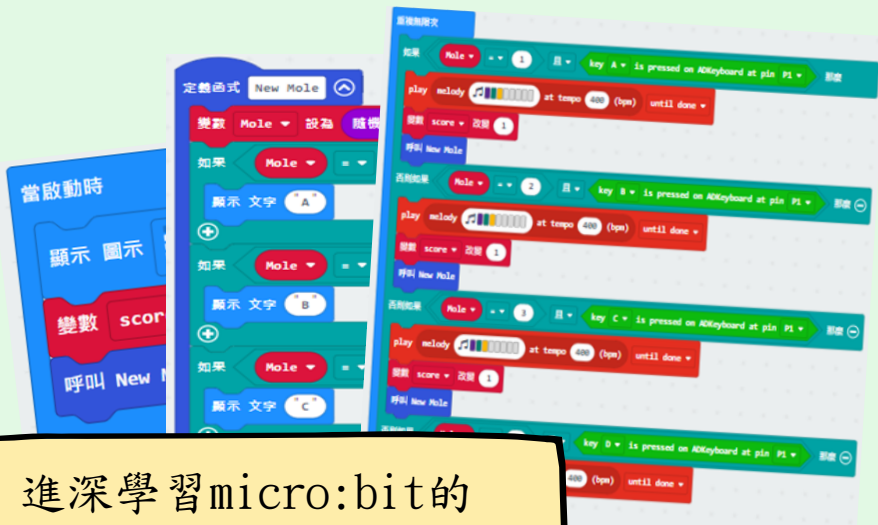 當啟動時
顯示 圖示
變數 scor
呼叫 New
定義函式 New Mole
變數 Mole 設為 隨機
如果 Mole =
顯示 文字 "A"
如果 Mole =
顯示 文字 "B"
如果 Mole =
顯示 文字 "C"
重複無限次
如果 Mole = 1 且 key A is pressed on ADKeyboard at pin P1 那麼
play melody at tempo 400 (bpm) until done
變數 score 改變 1
呼叫 New Mole
否則如果 Mole = 2 且 key B is pressed on ADKeyboard at pin P1 那麼
play melody at tempo 400 (bpm) until done
變數 score 改變 1
呼叫 New Mole
否則如果 Mole = 3 且 key C is pressed on ADKeyboard at pin P1 那麼
play melody at tempo 400 (bpm) until done
變數 score 改變 1
呼叫 New Mole
key D is pressed on ADKeyboard at pin P1 那麼
400 (bpm) until done
進深學習micro:bit的